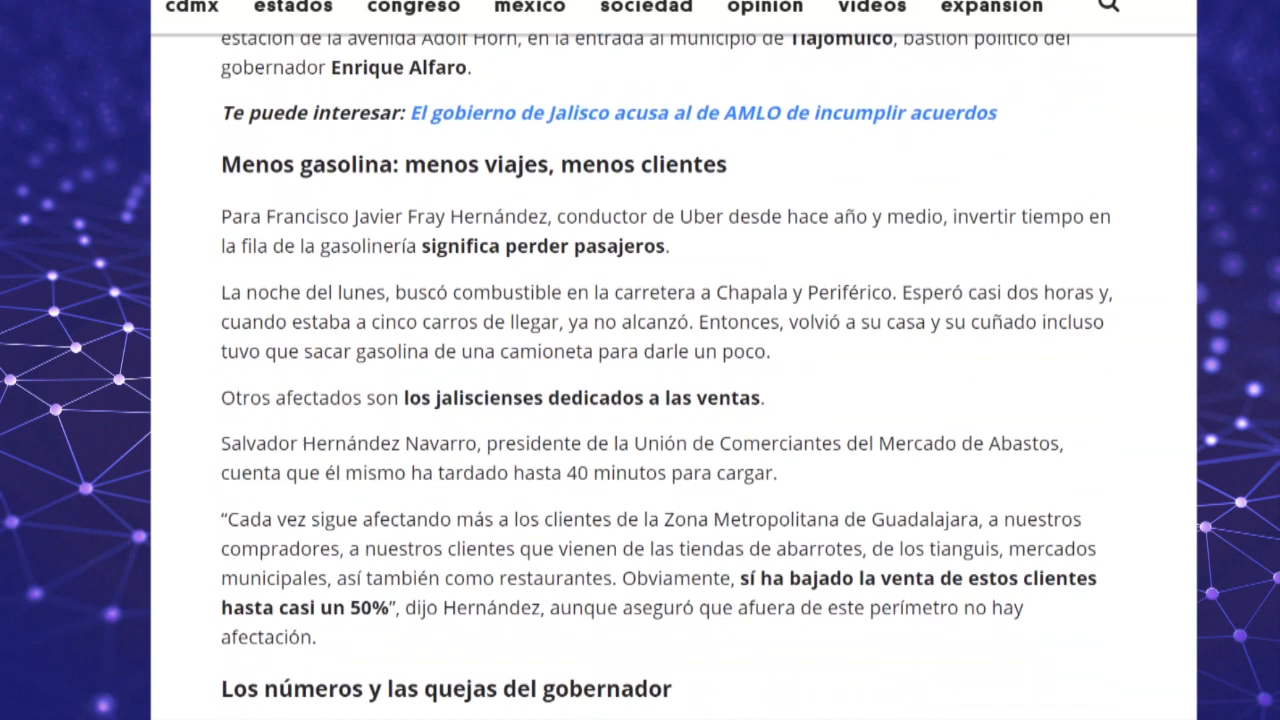 cdmx estados congreso méxico sociedad opinión videos expansión
estación de la avenida Adolf Horn, en la entrada al municipio de Tlajomulco, bastión político del
gobernador Enrique Alfaro.
Te puede interesar: El gobierno de Jalisco acusa al de AMLO de incumplir acuerdos
Menos gasolina: menos viajes, menos clientes
Para Francisco Javier Fray Hernández, conductor de Uber desde hace año y medio, invertir tiempo en
la fila de la gasolinería significa perder pasajeros.
La noche del lunes, buscó combustible en la carretera a Chapala y Periférico. Esperó casi dos horas y,
cuando estaba a cinco carros de llegar, ya no alcanzó. Entonces, volvió a su casa y su cuñado incluso
tuvo que sacar gasolina de una camioneta para darle un poco.
Otros afectados son los jaliscienses dedicados a las ventas.
Salvador Hernández Navarro, presidente de la Unión de Comerciantes del Mercado de Abastos,
cuenta que él mismo ha tardado hasta 40 minutos para cargar.
“Cada vez sigue afectando más a los clientes de la Zona Metropolitana de Guadalajara, a nuestros
compradores, a nuestros clientes que vienen de las tiendas de abarrotes, de los tianguis, mercados
municipales, así también como restaurantes. Obviamente, sí ha bajado la venta de estos clientes
hasta casi un 50%”, dijo Hernández, aunque aseguró que afuera de este perímetro no hay
afectación.
Los números y las quejas del gobernador